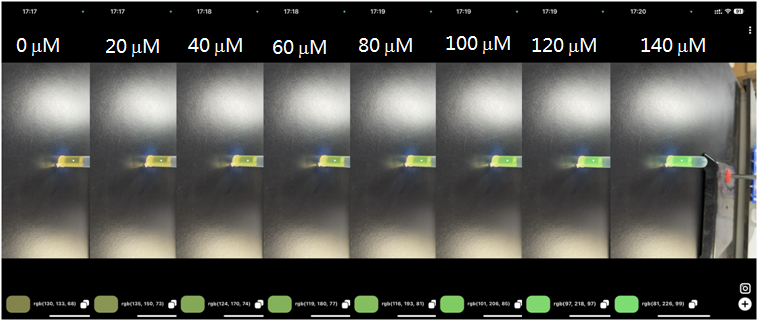 17:17 17:17 17:18 17:18 17:19 17:19 17:19 17:20 91
0 μM 20 μM 40 μM 60 μM 80 μM 100 μM 120 μM 140 μM
rgb(130, 133, 68) rgb(135, 150, 73) rgb(124, 170, 74) rgb(119, 180, 77) rgb(116, 193, 81) rgb(101, 206, 85) rgb(97, 218, 97) rgb(81, 226, 99)